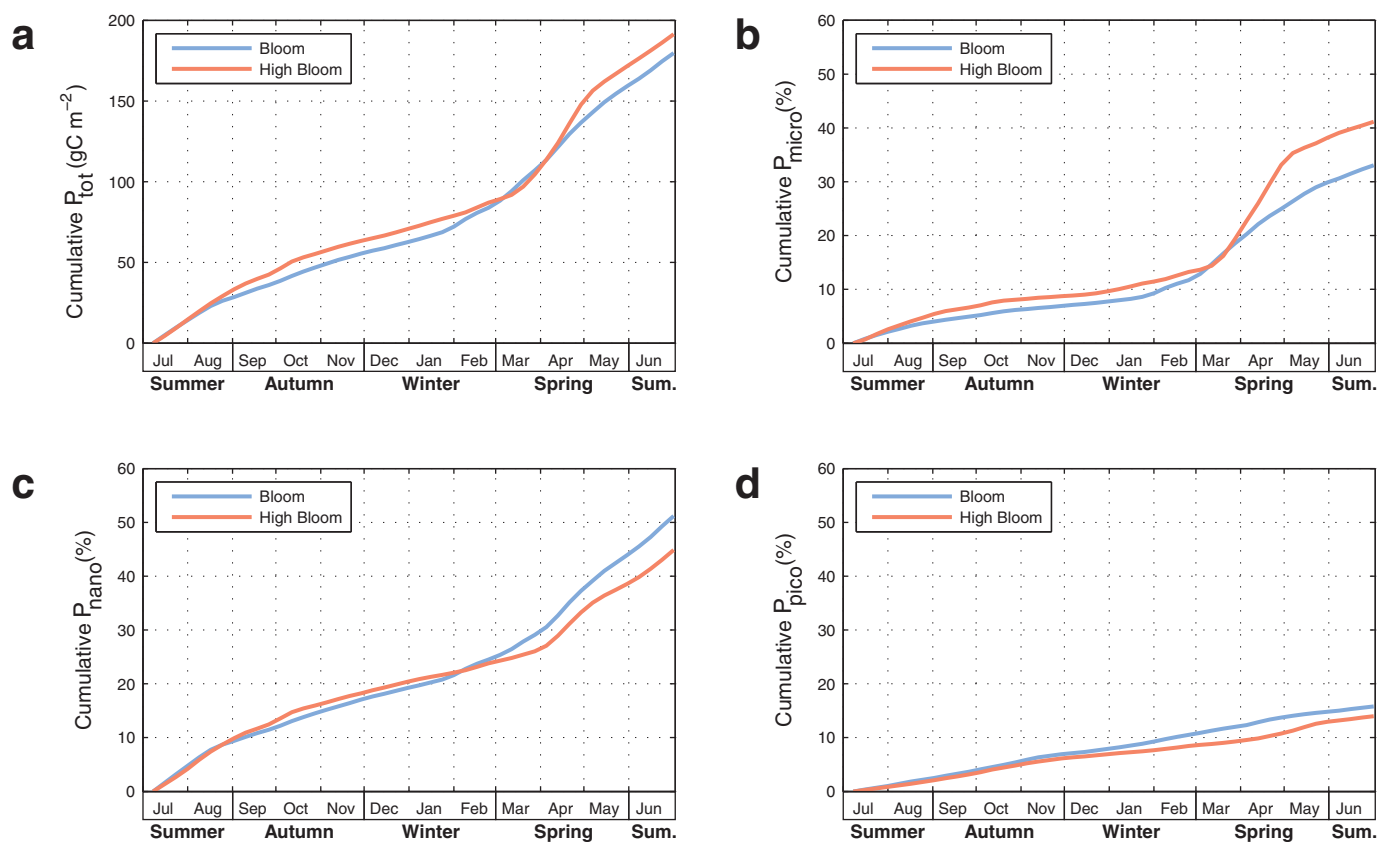 a
200
150
100
50
0
Cumulative P_tot (gC m⁻²)
Bloom
High Bloom
Jul Aug Sep Oct Nov Dec Jan Feb Mar Apr May Jun
Summer Autumn Winter Spring Sum.
b
60
50
40
30
20
10
0
Cumulative P_micro(%)
Bloom
High Bloom
Jul Aug Sep Oct Nov Dec Jan Feb Mar Apr May Jun
Summer Autumn Winter Spring Sum.
c
60
50
40
30
20
10
0
Cumulative P_nano(%)
Bloom
High Bloom
Jul Aug Sep Oct Nov Dec Jan Feb Mar Apr May Jun
Summer Autumn Winter Spring Sum.
d
60
50
40
30
20
10
0
Cumulative P_pico(%)
Bloom
High Bloom
Jul Aug Sep Oct Nov Dec Jan Feb Mar Apr May Jun
Summer Autumn Winter Spring Sum.